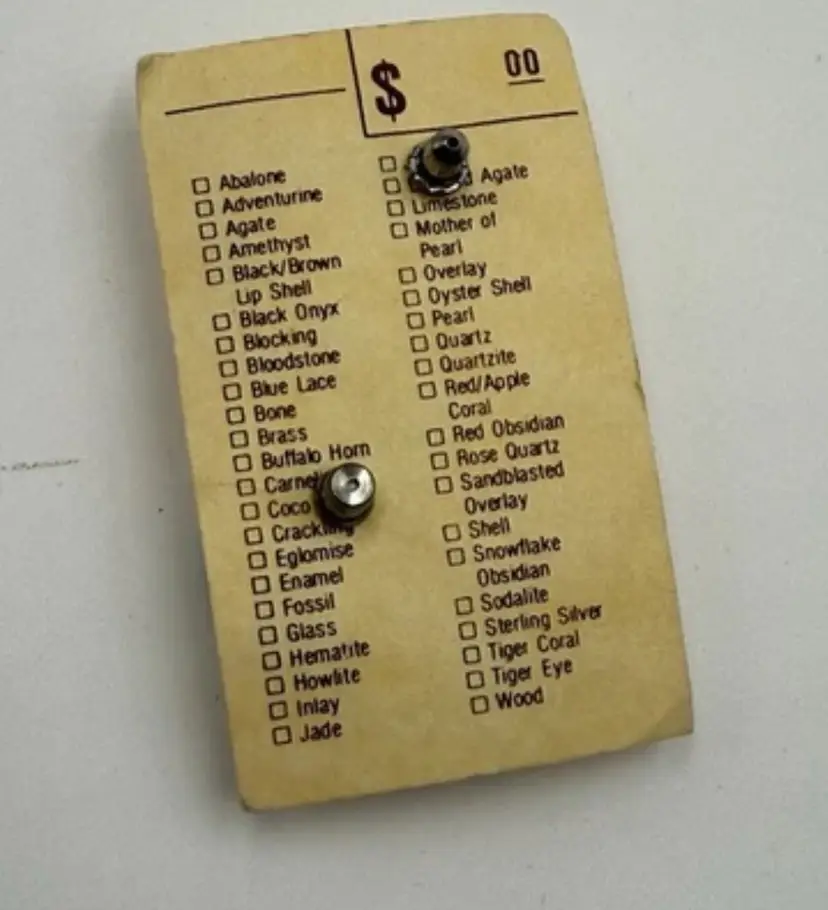 $ 00
Abalone
Adventurine
Agate
Amethyst
Black/Brown
Lip Shell
Black Onyx
Blocking
Bloodstone
Blue Lace
Bone
Brass
Buffalo Horn
Coco
Crackling
Eglomise
Enamel
Fossil
Glass
Hematite
Howlite
Inlay
Jade
Agate
Limestone
Mother of
Pearl
Overlay
Oyster Shell
Pearl
Quartz
Quartzite
Red/Apple
Coral
Red Obsidian
Rose Quartz
Sandblasted
Overlay
Shell
Snowflake
Obsidian
Sodalite
Sterling Silver
Tiger Coral
Tiger Eye
Wood